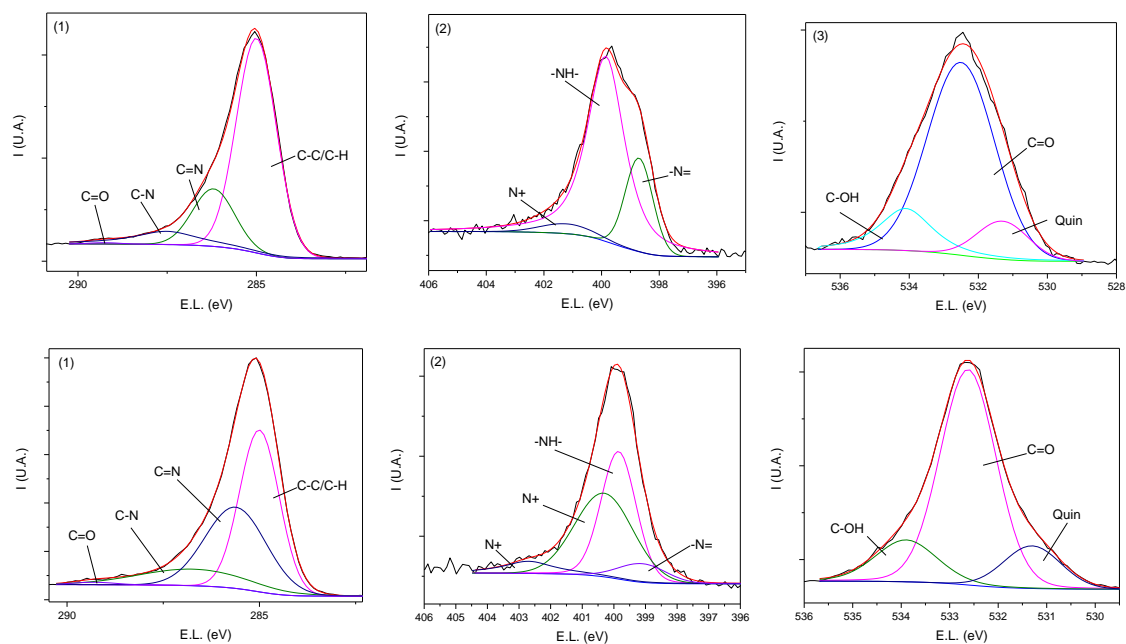 (1)
I (U.A.)
C=O
C-N
C=N
C-C/C-H
290
285
E.L. (eV)
(2)
I (U.A.)
-NH-
N+
-N=
406
404
402
400
398
396
E.L. (eV)
(3)
I (U.A.)
C-OH
C=O
Quin
536
534
532
530
528
E.L. (eV)
(1)
I (U.A.)
C=O
C-N
C=N
C-C/C-H
290
285
E.L. (eV)
(2)
I (U.A.)
-NH-
N+
N+
-N=
406
405
404
403
402
401
400
399
398
397
396
E.L. (eV)
I (U.A.)
C-OH
C=O
Quin
536
535
534
533
532
531
530
E.L. (eV)